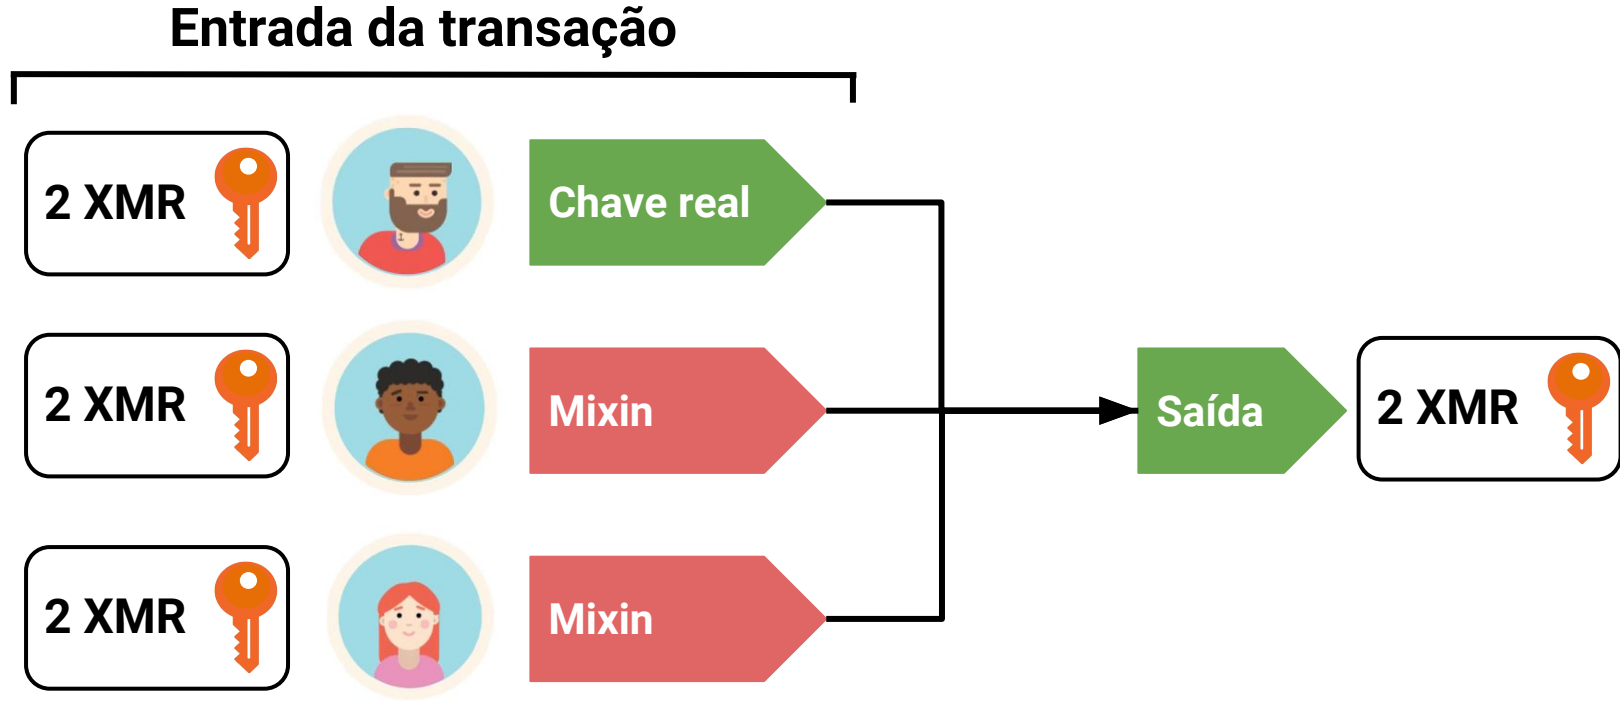 Entrada da transação
2 XMR
Chave real
2 XMR
Mixin
Saída
2 XMR
2 XMR
Mixin